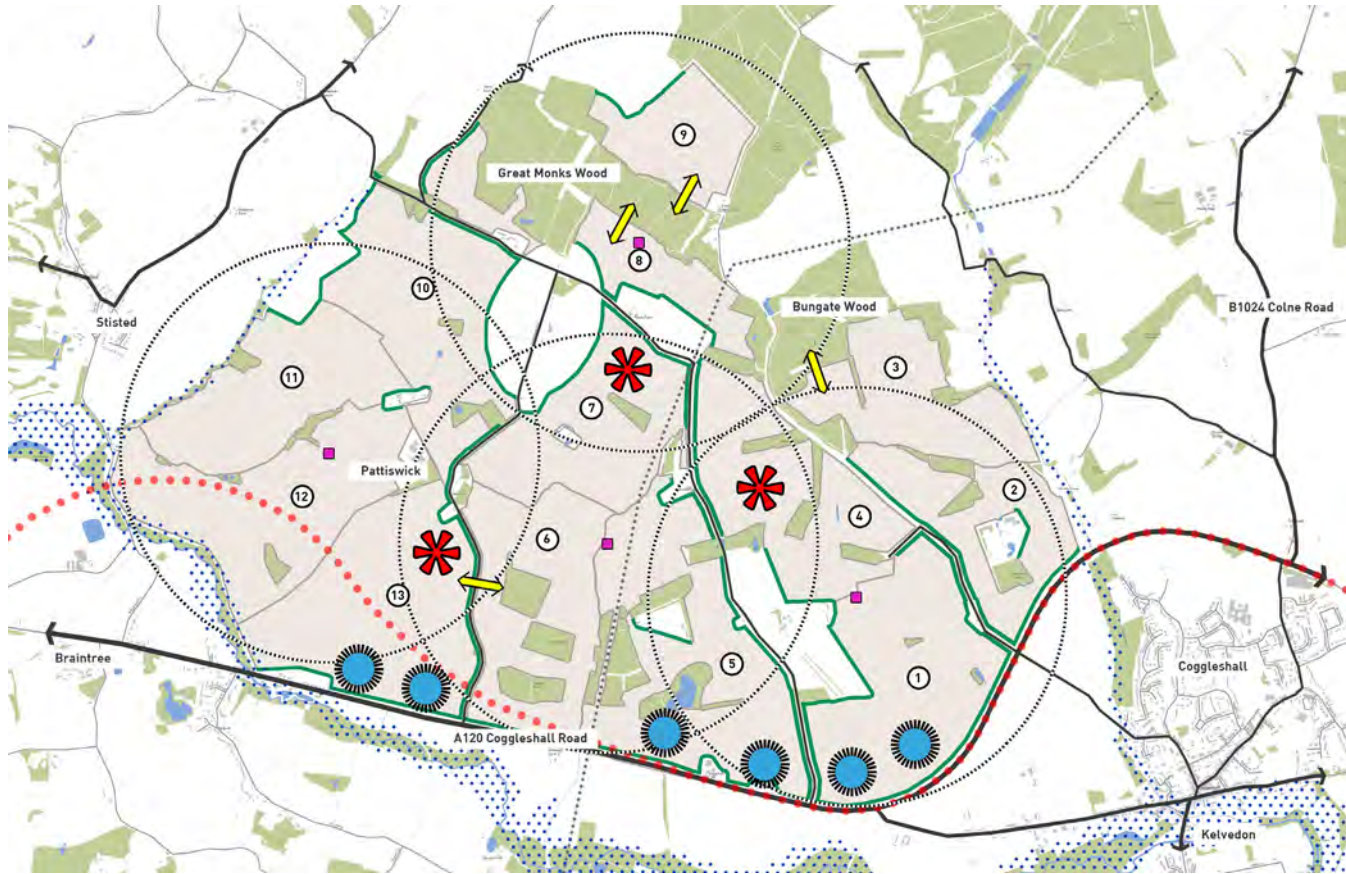 9
Great Monks Wood
8
10
Bungate Wood
B1024 Colne Road
Stisted
3
11
7
Pattiswick
2
12
4
6
13
Braintree
5
Coggleshall
1
A120 Coggleshall Road
Kelvedon